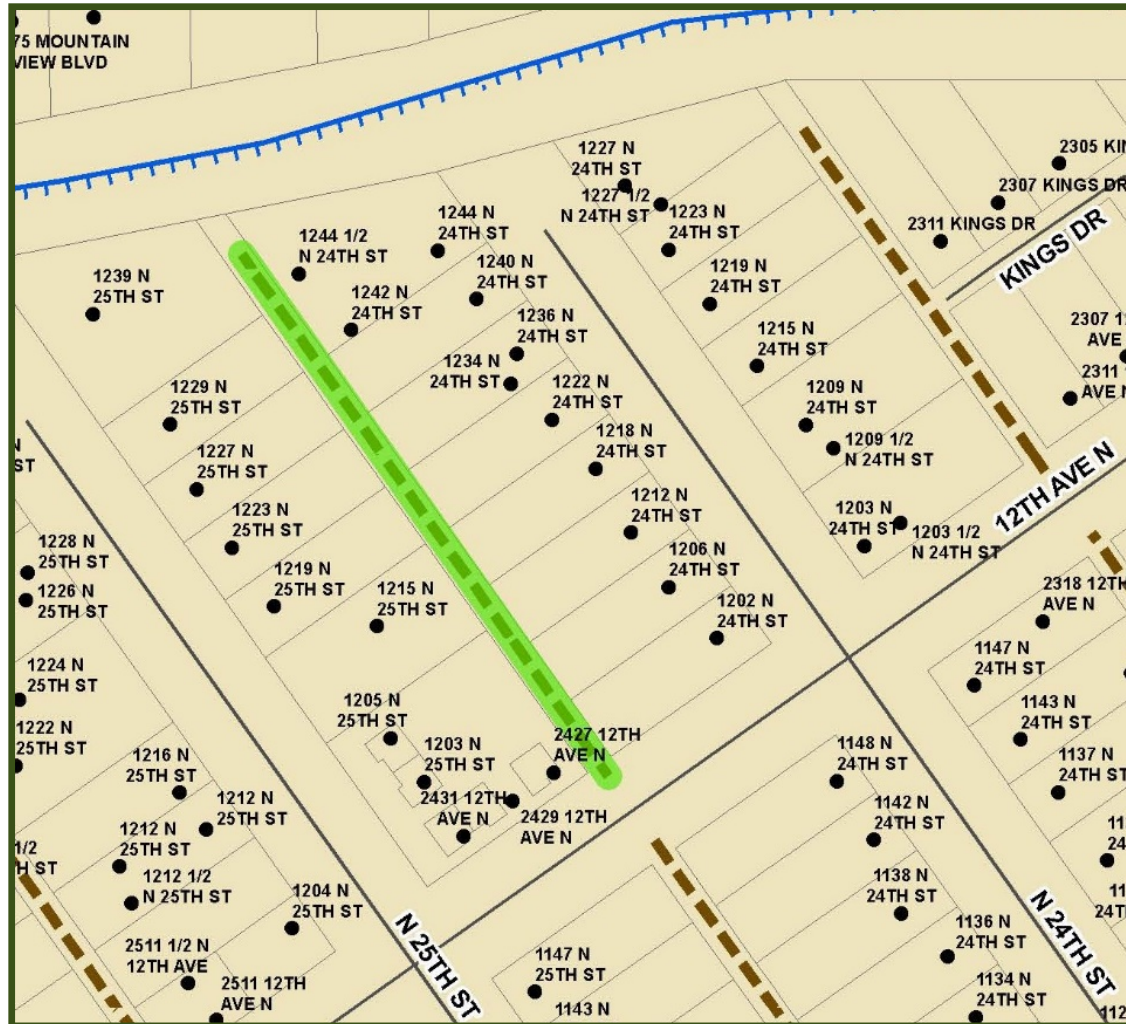 75 MOUNTAIN
VIEW BLVD
1227 N
24TH ST
1227 1/2
N 24TH ST
2305 KIN
2307 KINGS DR
2311 KINGS DR
KINGS DR
1244 N
24TH ST
1244 1/2
N 24TH ST
1223 N
24TH ST
1239 N
25TH ST
1240 N
24TH ST
1219 N
24TH ST
1242 N
24TH ST
1236 N
24TH ST
1234 N
24TH ST
1215 N
24TH ST
2307 12
AVE
2311
AVE N
1229 N
25TH ST
1222 N
24TH ST
1209 N
24TH ST
1209 1/2
N 24TH ST
1218 N
24TH ST
N
ST
1227 N
25TH ST
12TH AVE N
1212 N
24TH ST
1203 N
24TH ST
1203 1/2
N 24TH ST
1223 N
25TH ST
1228 N
25TH ST
1226 N
25TH ST
1206 N
24TH ST
1219 N
25TH ST
1215 N
25TH ST
1202 N
24TH ST
2318 12TH
AVE N
1224 N
25TH ST
1147 N
24TH ST
1205 N
25TH ST
1143 N
24TH ST
1222 N
25TH ST
1203 N
25TH ST
2427 12TH
AVE N
1216 N
25TH ST
1148 N
24TH ST
1137 N
24TH ST
2431 12TH
AVE N
2429 12TH
AVE N
1212 N
25TH ST
1212 N
25TH ST
1142 N
24TH ST
1/2
H ST
1212 1/2
N 25TH ST
1204 N
25TH ST
1138 N
24TH ST
N 25TH ST
N 24TH ST
1136 N
24TH ST
2511 1/2 N
12TH AVE
2511 12TH
AVE N
1147 N
25TH ST
1143 N
1134 N
24TH ST